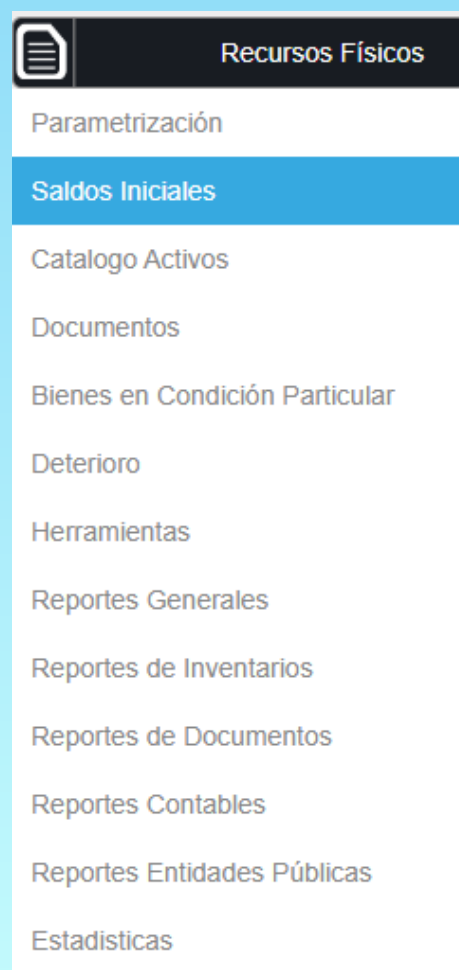 Recursos Físicos
Parametrización
Saldos Iniciales
Catalogo Activos
Documentos
Bienes en Condición Particular
Deterioro
Herramientas
Reportes Generales
Reportes de Inventarios
Reportes de Documentos
Reportes Contables
Reportes Entidades Públicas
Estadisticas